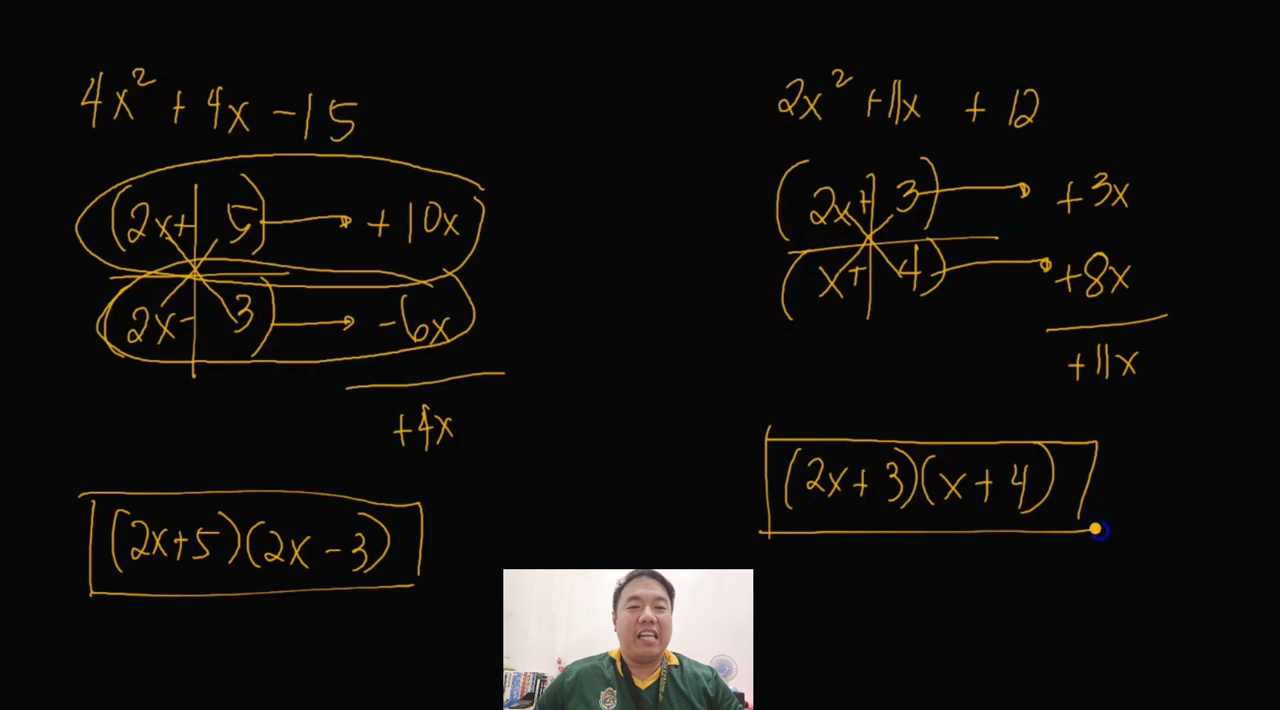 4x² + 4x - 15
(2x + 5) → + 10x
(2x - 3) → - 6x
+4x
(2x+5)(2x-3)
2x² + 11x + 12
(2x + 3) → +3x
(x + 4) → +8x
+11x
(2x+3)(x+4)